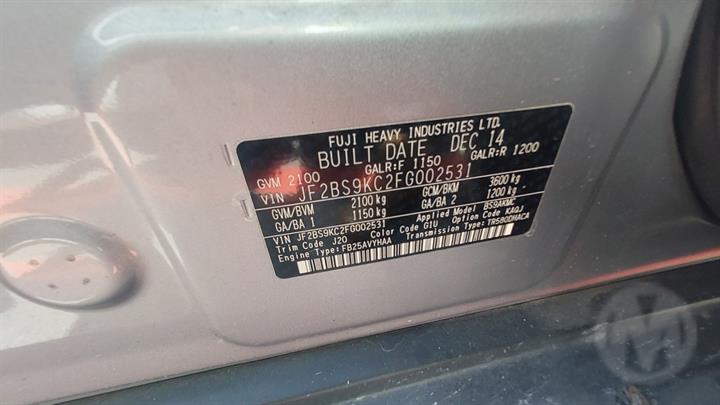 FUJI HEAVY INDUSTRIES LTD.
BUILT DATE DEC 14
GVM 2100 GALR:F 1150 GALR:R 1200
VIN JF2BS9KC2FG002531
GVM/BVM 2100 kg GCM/BKM 3600 kg
GA/BA 1 1150 kg GA/BA 2 1200 kg
VIN JF2BS9KC2FG002531 Applied Model BS9AKMC
Trim Code J20 Color Code G1U Option Code KAQJ
Engine Type: FB25AVYHAA Transmission Type: TR580DHACA
M